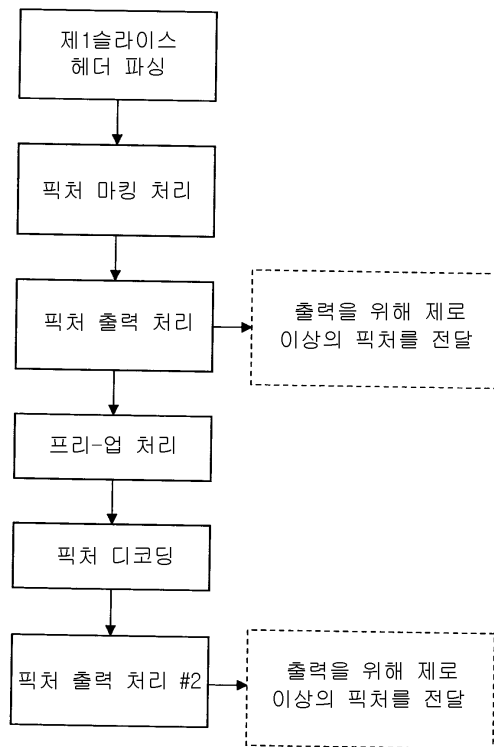 제1슬라이스
헤더 파싱
픽처 마킹 처리
픽처 출력 처리
출력을 위해 제로
이상의 픽처를 전달
프리-업 처리
픽처 디코딩
픽처 출력 처리 #2
출력을 위해 제로
이상의 픽처를 전달